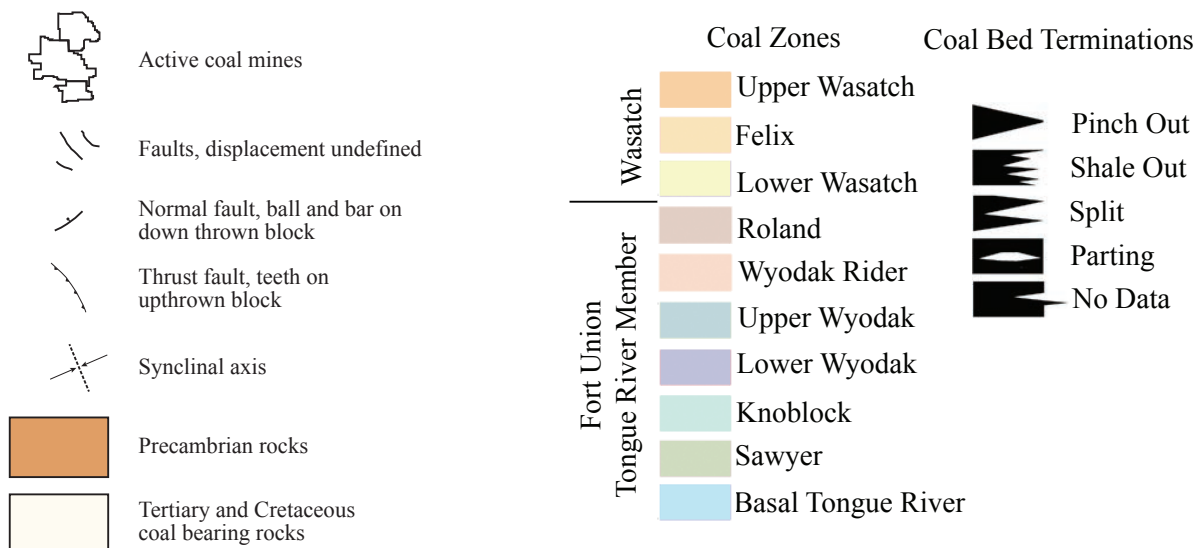 Active coal mines
Faults, displacement undefined
Normal fault, ball and bar on
down thrown block
Thrust fault, teeth on
upthrown block
Synclinal axis
Precambrian rocks
Tertiary and Cretaceous
coal bearing rocks
Coal Zones
Wasatch
Upper Wasatch
Felix
Lower Wasatch
Fort Union
Tongue River Member
Roland
Wyodak Rider
Upper Wyodak
Lower Wyodak
Knoblock
Sawyer
Basal Tongue River
Coal Bed Terminations
Pinch Out
Shale Out
Split
Parting
No Data